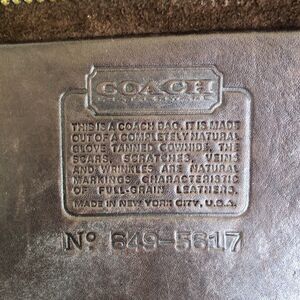 COACH
THIS IS A COACH BAG. IT IS MADE
OUT OF A COMPLETELY NATURAL
GLOVE TANNED COWHIDE, THE
SCARS, SCRATCHES, VEINS
AND WRINKLES ARE NATURAL
MARKINGS CHARACTERISTIC
OF FULL-GRAIN LEATHERS.
MADE IN NEW YORK CITY, U.S.A.
Nº 649-5617